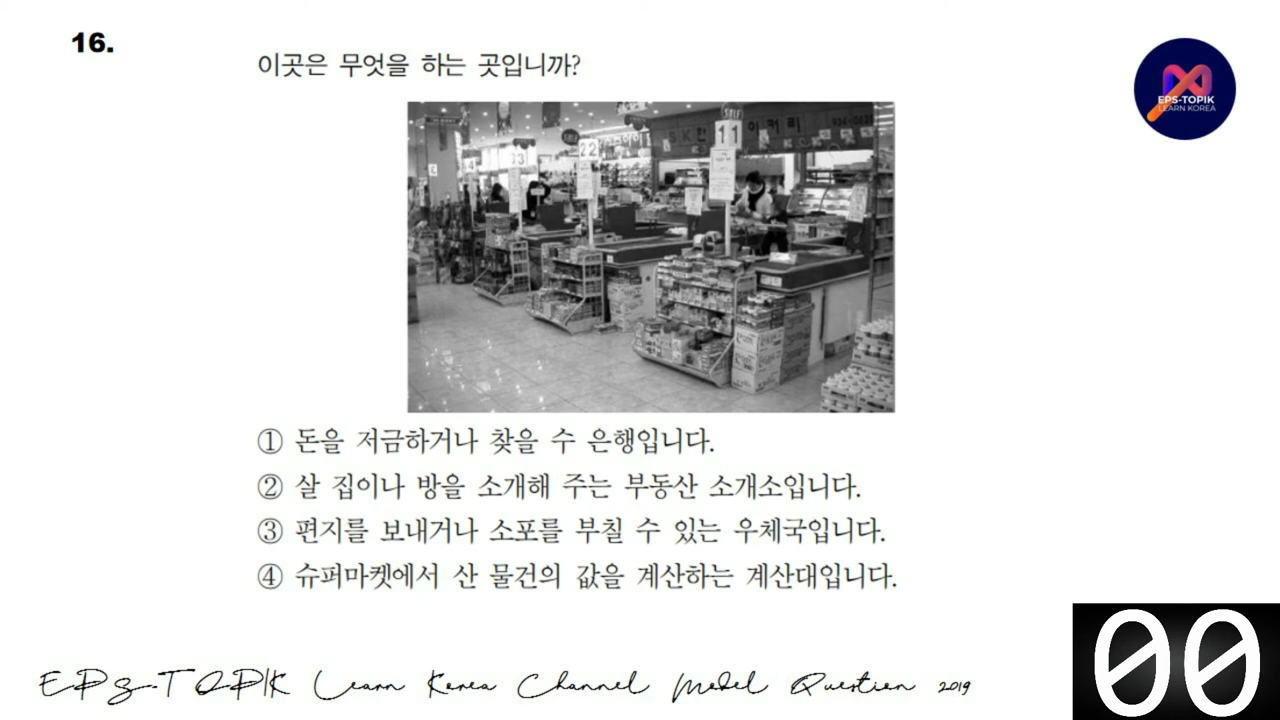 16.
이곳은 무엇을 하는 곳입니까?
EPS-TOPIK
LEARN KOREA
33
22
11
① 돈을 저금하거나 찾을 수 은행입니다.
② 살 집이나 방을 소개해 주는 부동산 소개소입니다.
③ 편지를 보내거나 소포를 부칠 수 있는 우체국입니다.
④ 슈퍼마켓에서 산 물건의 값을 계산하는 계산대입니다.
EPS-TOPIK Learn Korea Channel Model Question 2019
00